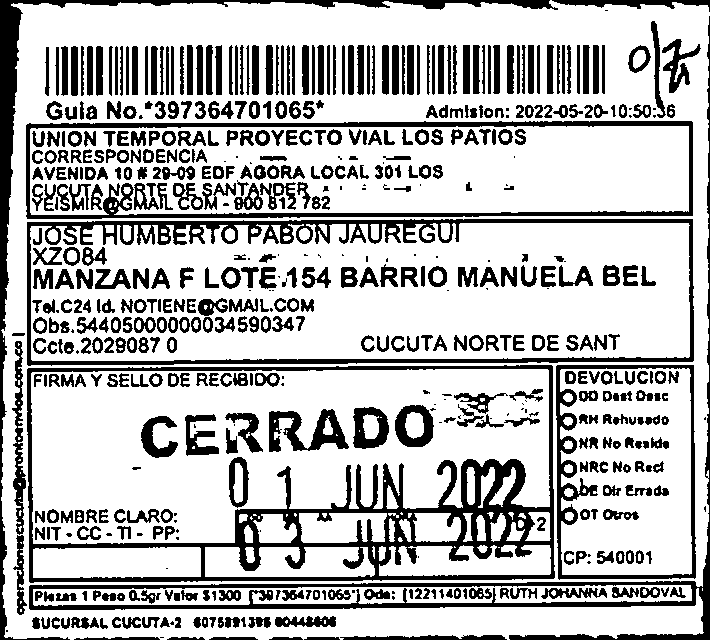 Guia No.*397364701065*
Admision: 2022-05-20-10:50:36
UNION TEMPORAL PROYECTO VIAL LOS PATIOS
CORRESPONDENCIA
AVENIDA 10 # 29-09 EDF AGORA LOCAL 301 LOS
CUCUTA NORTE DE SANTANDER
YEISMIR@GMAIL.COM - 900 812 782
JOSE HUMBERTO PABON JAUREGUI
XZO84
MANZANA F LOTE 154 BARRIO MANUELA BEL
Tel.C24 Id. NOTIENE@GMAIL.COM
Obs.54405000000034590347
Ccte.2029087 0 CUCUTA NORTE DE SANT
operacionescucuta@prontoenvios.com.co
FIRMA Y SELLO DE RECIBIDO:
CERRADO
01 JUN 2022
03 JUN 2022
NOMBRE CLARO:
NIT - CC - TI - PP:
DEVOLUCION
DD Dest Desc
RH Rehusado
NR No Reside
NRC No Recl
DE Dir Errada
OT Otros
CP: 540001
Piezas 1 Peso 0.5gr Valor $1300 (*397364701065*) Ode: (12211401065) RUTH JOHANNA SANDOVAL
SUCURSAL CUCUTA-2